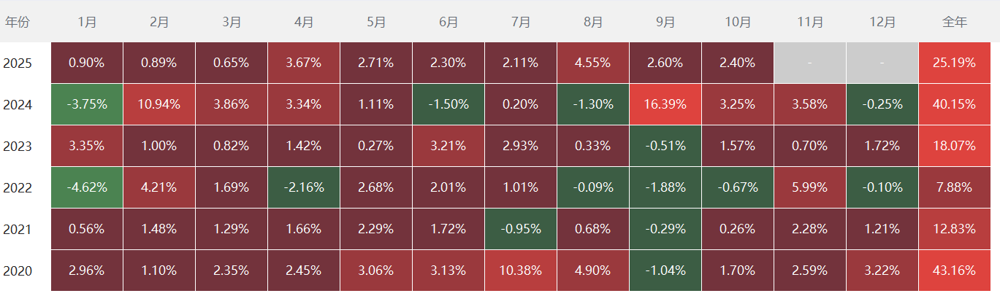 年份 1月 2月 3月 4月 5月 6月 7月 8月 9月 10月 11月 12月 全年
2025 0.90% 0.89% 0.65% 3.67% 2.71% 2.30% 2.11% 4.55% 2.60% 2.40% - - 25.19%
2024 -3.75% 10.94% 3.86% 3.34% 1.11% -1.50% 0.20% -1.30% 16.39% 3.25% 3.58% -0.25% 40.15%
2023 3.35% 1.00% 0.82% 1.42% 0.27% 3.21% 2.93% 0.33% -0.51% 1.57% 0.70% 1.72% 18.07%
2022 -4.62% 4.21% 1.69% -2.16% 2.68% 2.01% 1.01% -0.09% -1.88% -0.67% 5.99% -0.10% 7.88%
2021 0.56% 1.48% 1.29% 1.66% 2.29% 1.72% -0.95% 0.68% -0.29% 0.26% 2.28% 1.21% 12.83%
2020 2.96% 1.10% 2.35% 2.45% 3.06% 3.13% 10.38% 4.90% -1.04% 1.70% 2.59% 3.22% 43.16%